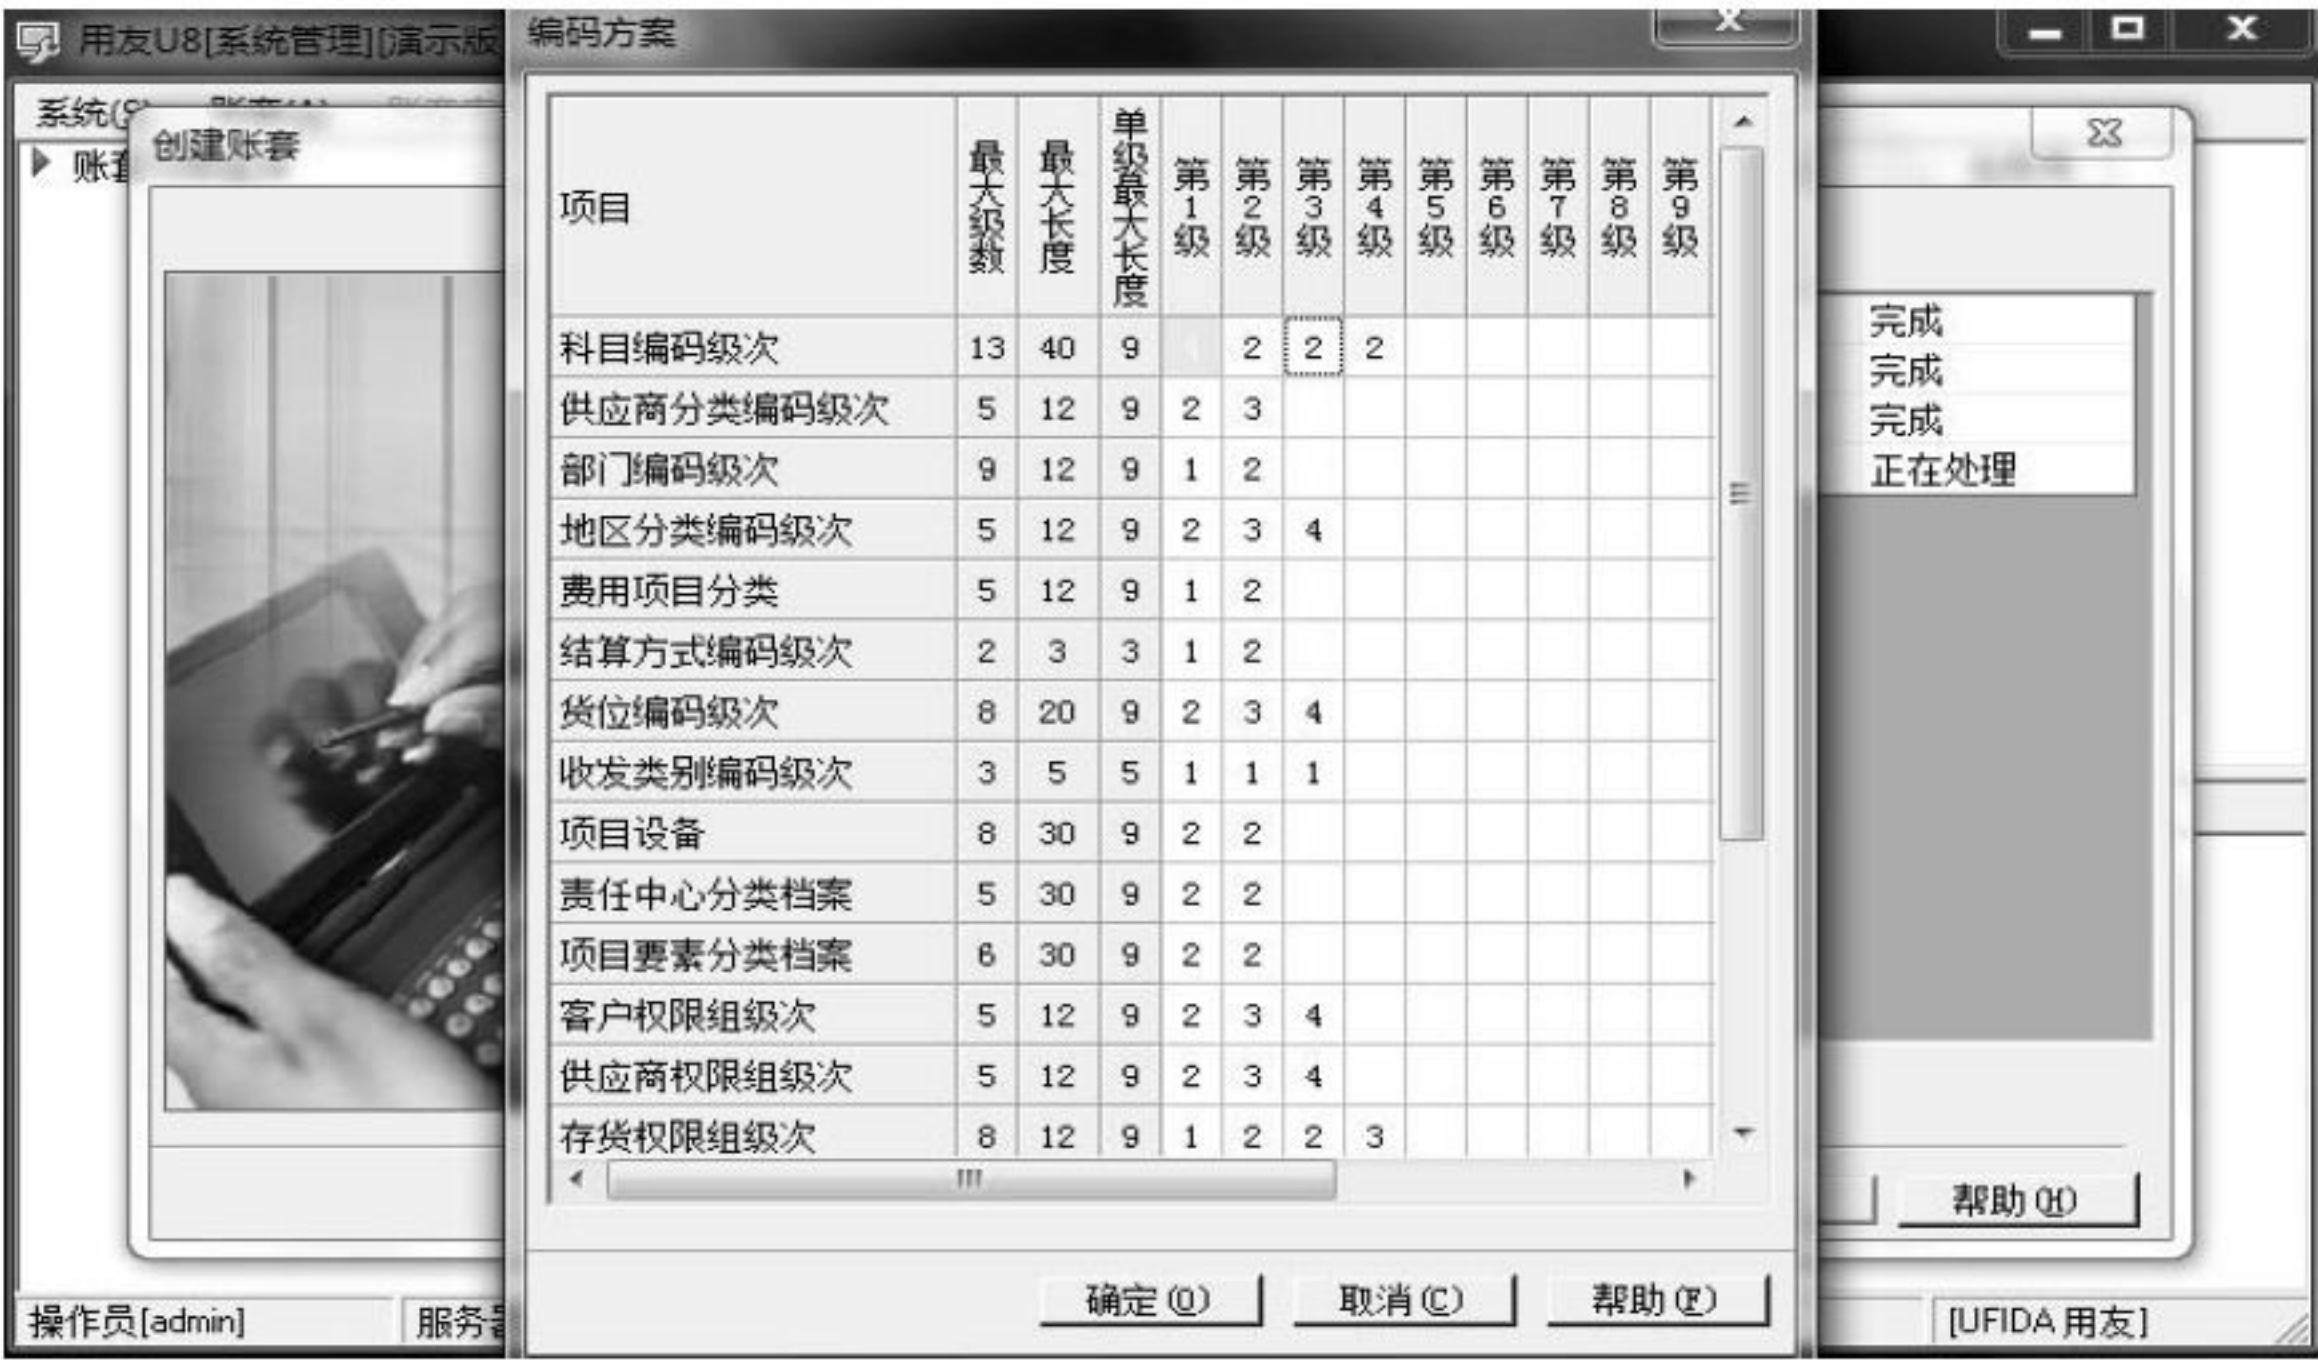 用友U8[系统管理][演示版
编码方案
系统(S)
账套
创建账套
项目 最大级数 最大长度 单级最大长度 第1级 第2级 第3级 第4级 第5级 第6级 第7级 第8级 第9级
科目编码级次 13 40 9 2 2 2
供应商分类编码级次 5 12 9 2 3
部门编码级次 9 12 9 1 2
地区分类编码级次 5 12 9 2 3 4
费用项目分类 5 12 9 1 2
结算方式编码级次 2 3 3 1 2
货位编码级次 8 20 9 2 3 4
收发类别编码级次 3 5 5 1 1 1
项目设备 8 30 9 2 2
责任中心分类档案 5 30 9 2 2
项目要素分类档案 6 30 9 2 2
客户权限组级次 5 12 9 2 3 4
供应商权限组级次 5 12 9 2 3 4
存货权限组级次 8 12 9 1 2 2 3
完成
完成
完成
正在处理
确定(O) 取消(C) 帮助(F)
帮助(H)
操作员[admin]
服务器
[UFIDA用友]